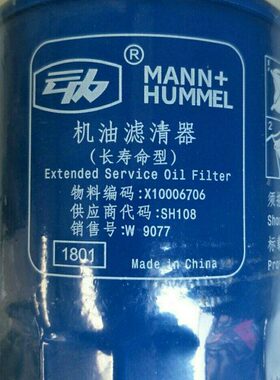 ®
MANN+
HUMMEL
机油滤清器
(长寿命型)
Extended Service Oil Filter
物料编码:X10006706
供应商代码:SH108
销售号:W 9077
1801
Made in China
2